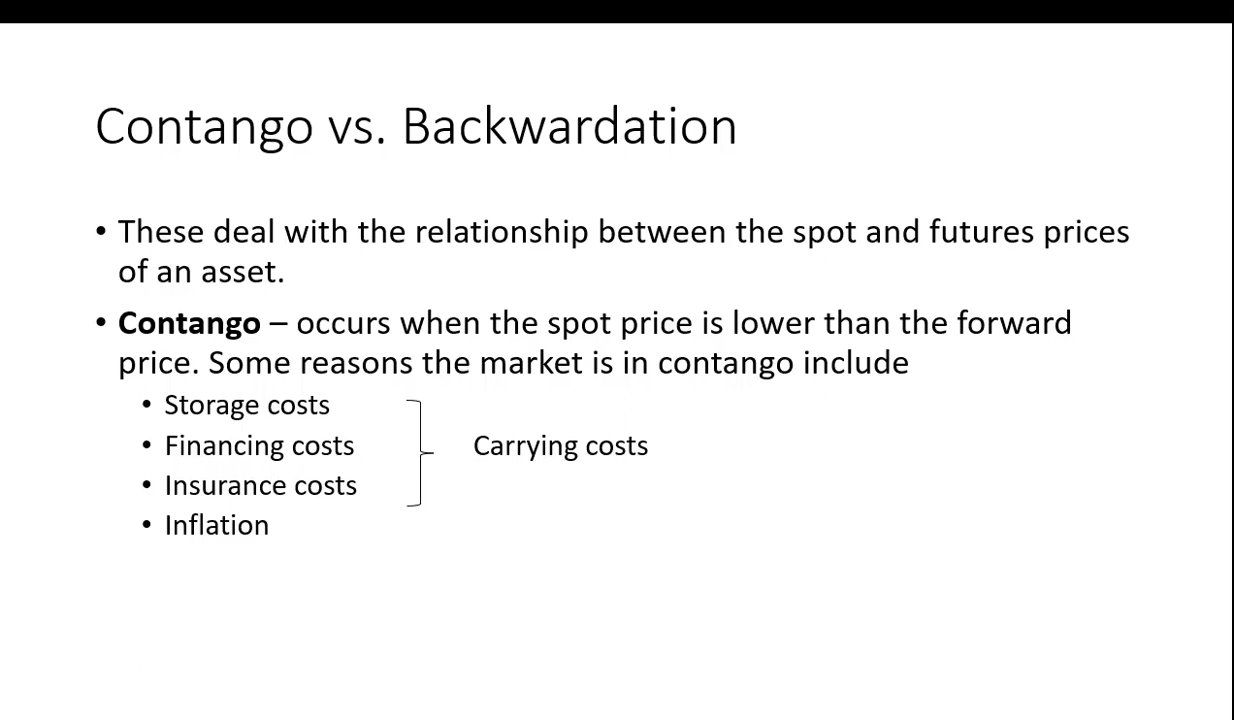 Contango vs. Backwardation
• These deal with the relationship between the spot and futures prices
of an asset.
• Contango – occurs when the spot price is lower than the forward
price. Some reasons the market is in contango include
• Storage costs
• Financing costs
Carrying costs
• Insurance costs
• Inflation